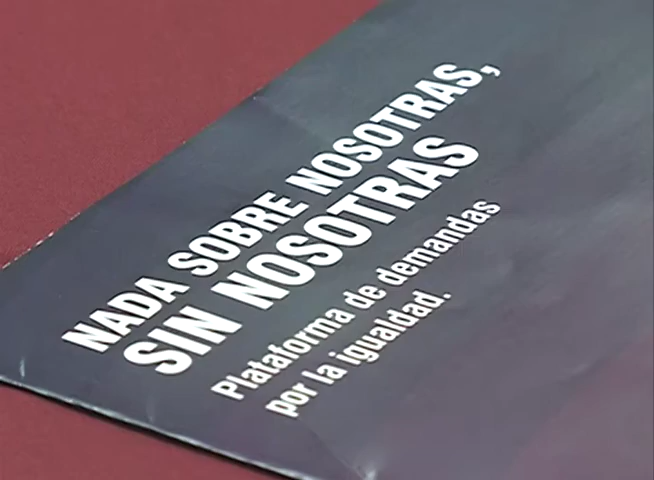 NADA SOBRE NOSOTRAS,
SIN NOSOTRAS
Plataforma de demandas
por la igualdad.